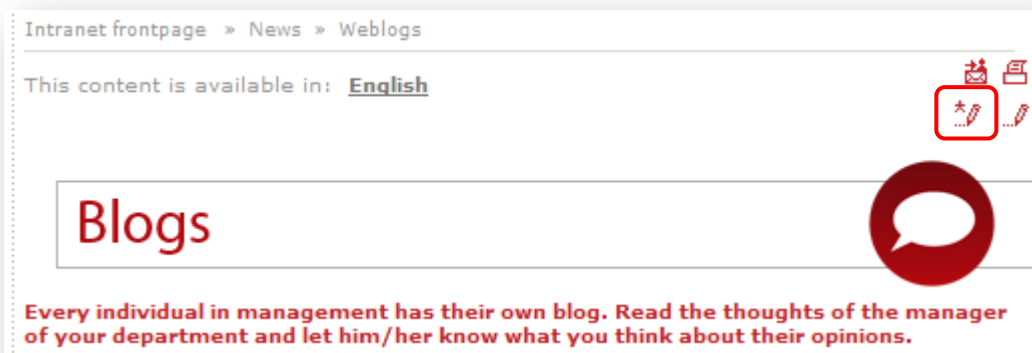 Intranet frontpage » News » Weblogs
This content is available in: English
Blogs
Every individual in management has their own blog. Read the thoughts of the manager
of your department and let him/her know what you think about their opinions.